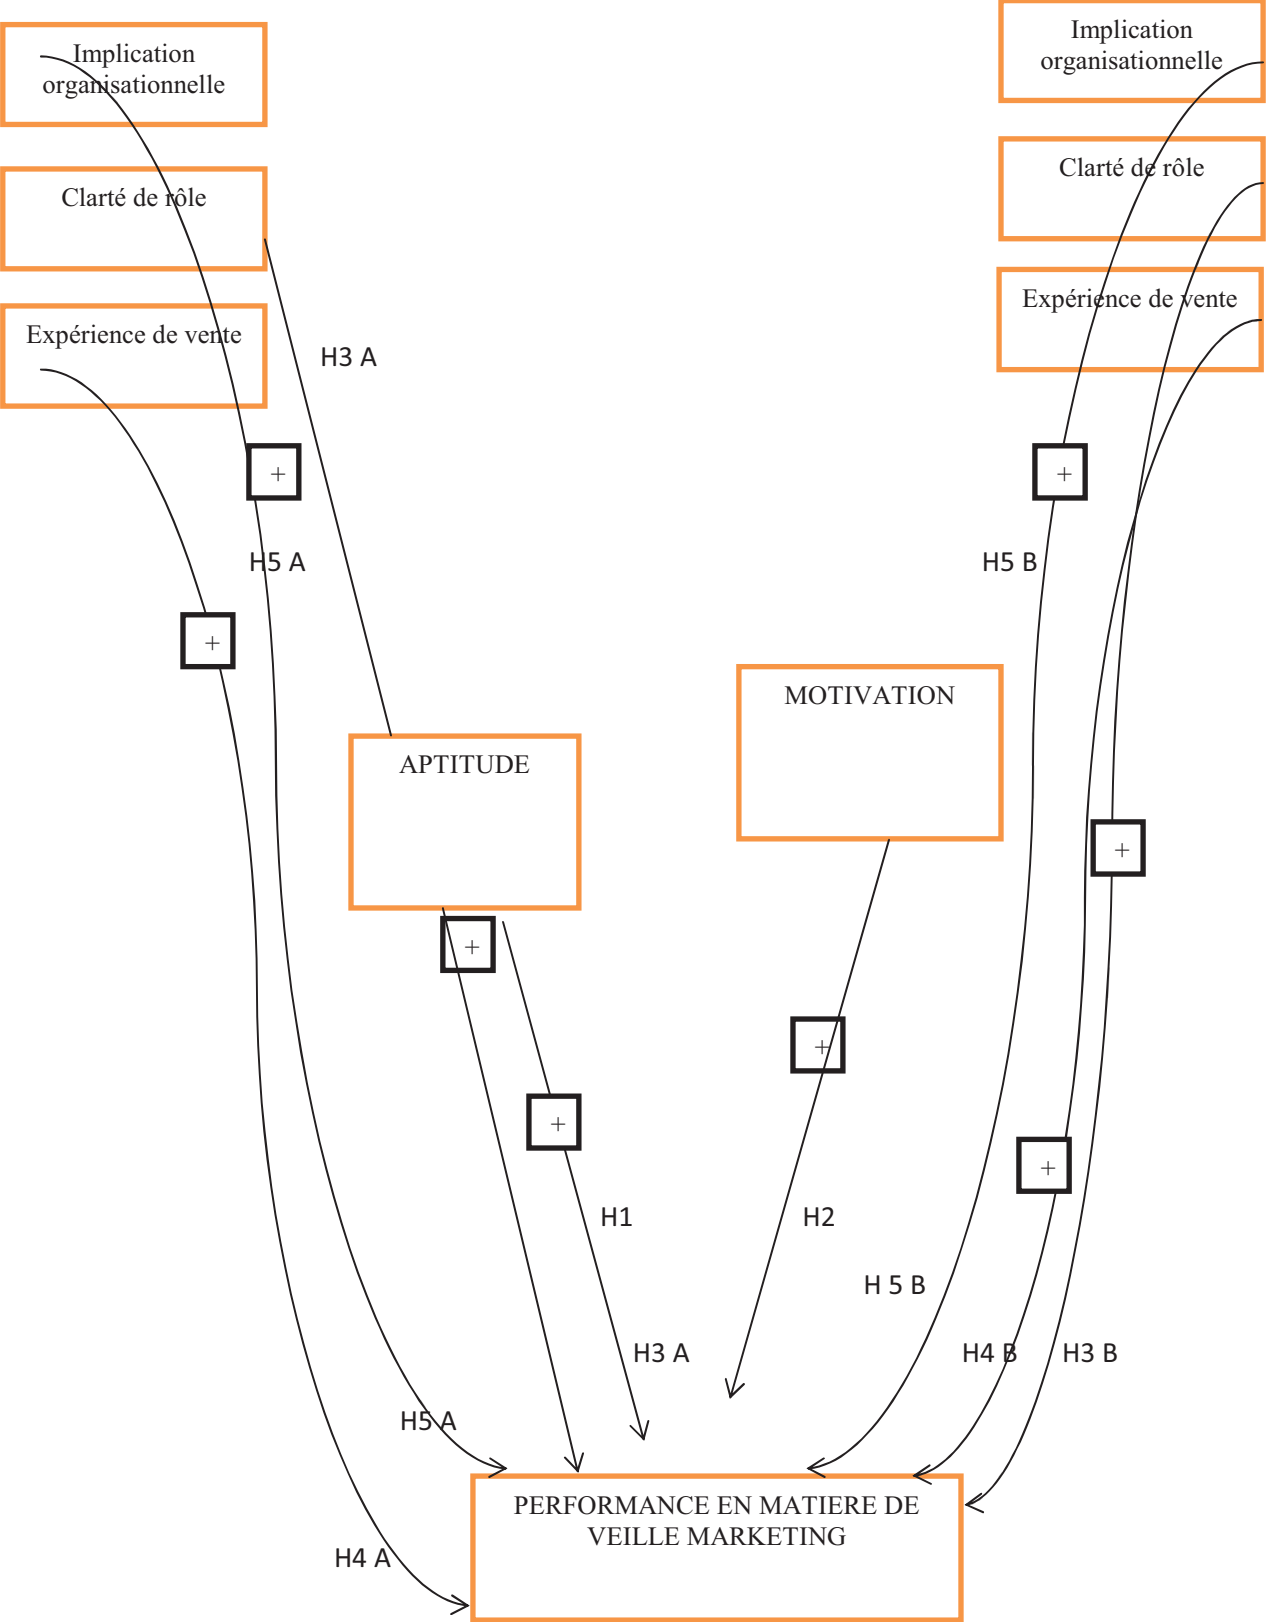 Implication
organisationnelle
Implication
organisationnelle
Clarté de rôle
Clarté de rôle
Expérience de vente
Expérience de vente
H3 A
+
+
H5 A
H5 B
+
MOTIVATION
APTITUDE
+
+
+
+
+
H1
H2
H 5 B
H3 A
H4 B
H3 B
H5 A
PERFORMANCE EN MATIERE DE
VEILLE MARKETING
H4 A